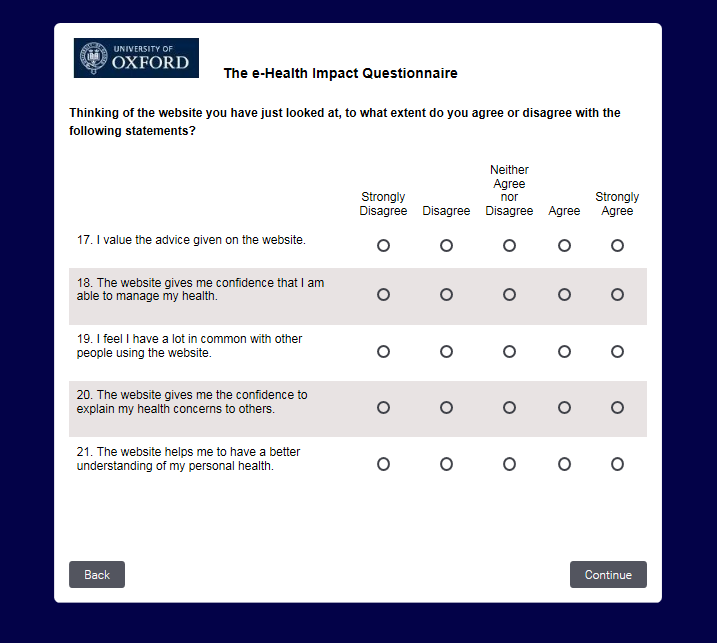 UNIVERSITY OF
OXFORD
The e-Health Impact Questionnaire
Thinking of the website you have just looked at, to what extent do you agree or disagree with the
following statements?
Strongly
Disagree
Disagree
Neither
Agree
nor
Disagree
Agree
Strongly
Agree
17. I value the advice given on the website.
18. The website gives me confidence that I am
able to manage my health.
19. I feel I have a lot in common with other
people using the website.
20. The website gives me the confidence to
explain my health concerns to others.
21. The website helps me to have a better
understanding of my personal health.
Back
Continue